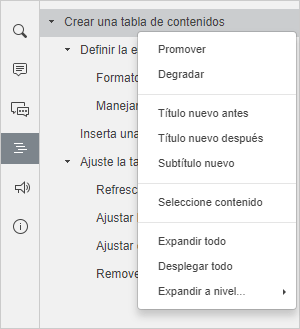 Crear una tabla de contenidos
Definir la e
Formato
Manejar
Inserta una
Ajuste la ta
Refresc
Ajustar
Ajustar
Remove
Promover
Degradar
Título nuevo antes
Título nuevo después
Subtítulo nuevo
Seleccione contenido
Expandir todo
Desplegar todo
Expandir a nivel...